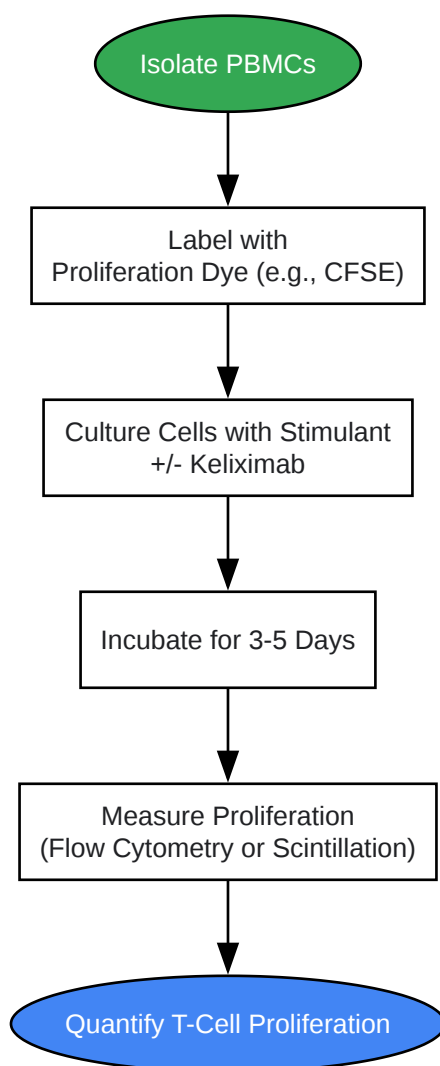 Isolate PBMCs
Label with
Proliferation Dye (e.g., CFSE)
Culture Cells with Stimulant
+/- Keliximab
Incubate for 3-5 Days
Measure Proliferation
(Flow Cytometry or Scintillation)
Quantify T-Cell Proliferation